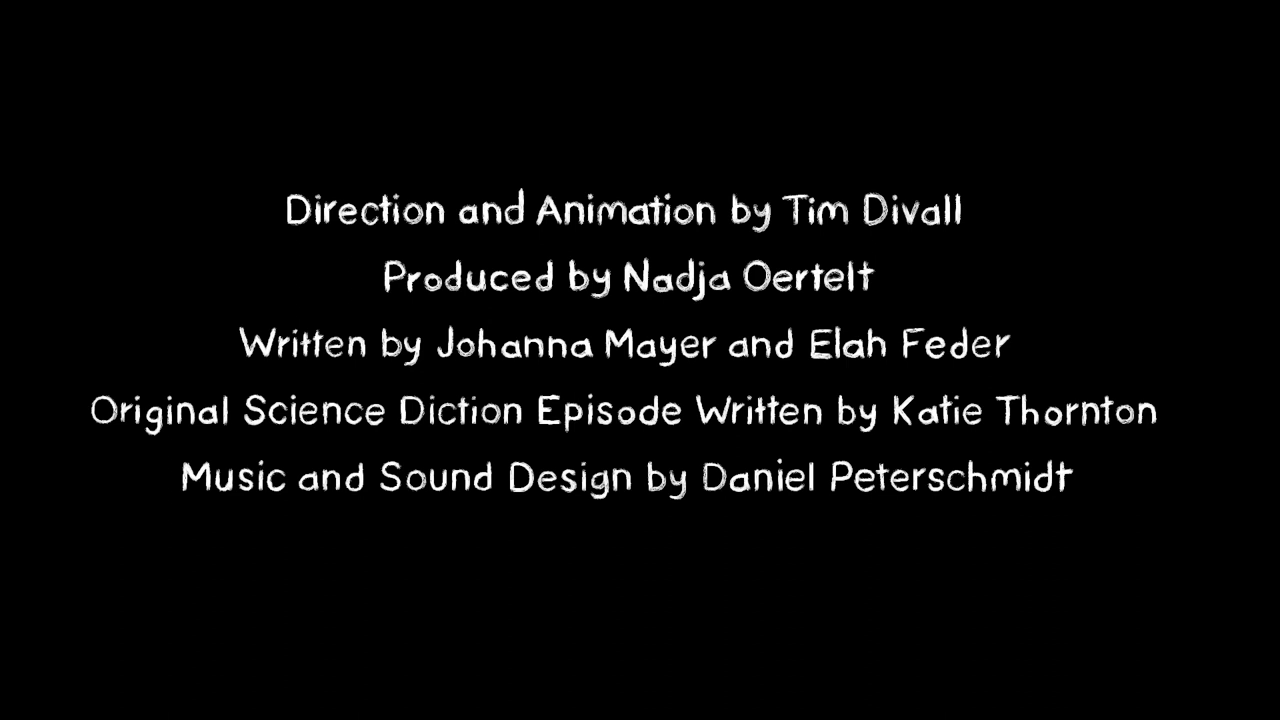 Direction and Animation by Tim Divall
Produced by Nadja Oertelt
Written by Johanna Mayer and Elah Feder
Original Science Diction Episode Written by Katie Thornton
Music and Sound Design by Daniel Peterschmidt